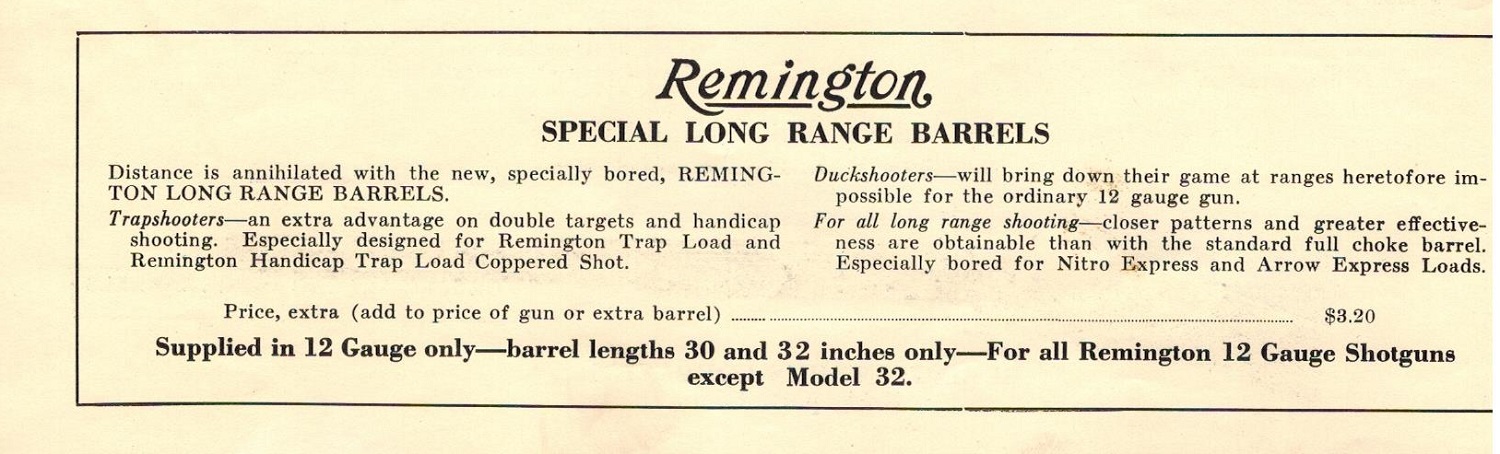 Remington
SPECIAL LONG RANGE BARRELS
Distance is annihilated with the new, specially bored, REMING-
TON LONG RANGE BARRELS.
Trapshooters—an extra advantage on double targets and handicap
shooting. Especially designed for Remington Trap Load and
Remington Handicap Trap Load Coppered Shot.
Duckshooters—will bring down their game at ranges heretofore im-
possible for the ordinary 12 gauge gun.
For all long range shooting—closer patterns and greater effective-
ness are obtainable than with the standard full choke barrel.
Especially bored for Nitro Express and Arrow Express Loads.
Price, extra (add to price of gun or extra barrel) ........ $3.20
Supplied in 12 Gauge only—barrel lengths 30 and 32 inches only—For all Remington 12 Gauge Shotguns
except Model 32.